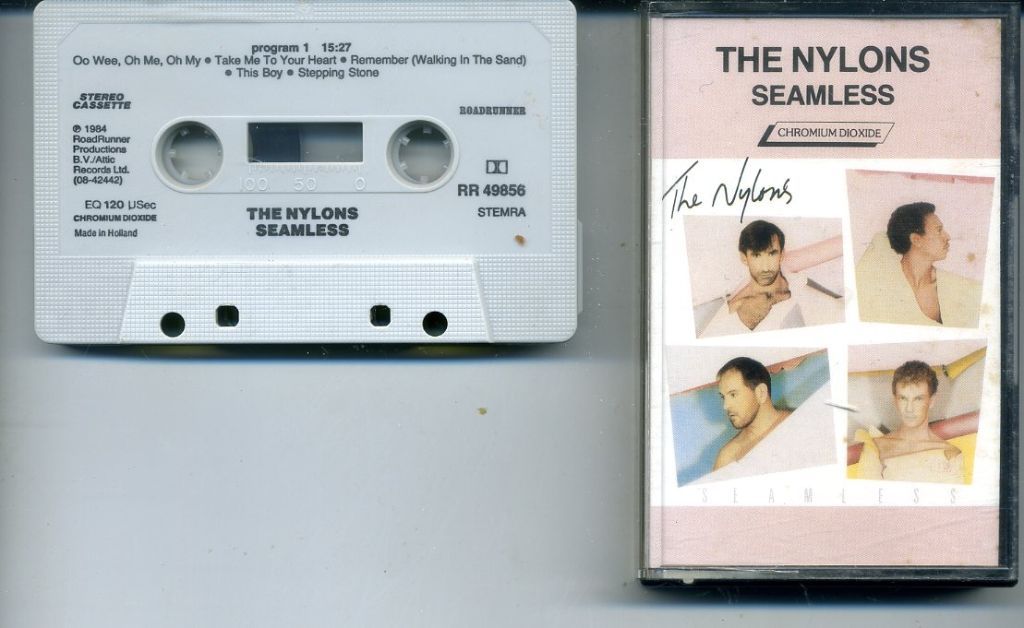 program 1 15:27
Oo Wee, Oh Me, Oh My • Take Me To Your Heart • Remember (Walking In The Sand)
• This Boy • Stepping Stone
STEREO
CASSETTE
ROADRUNNER
℗ 1984
RoadRunner
Productions
B.V./Attic
Records Ltd.
(08-42442)
100 50 0
RR 49856
EQ 120 µSec
STEMRA
CHROMIUM DIOXIDE
Made in Holland
THE NYLONS
SEAMLESS
THE NYLONS
SEAMLESS
CHROMIUM DIOXIDE
The Nylons
SEAMLESS